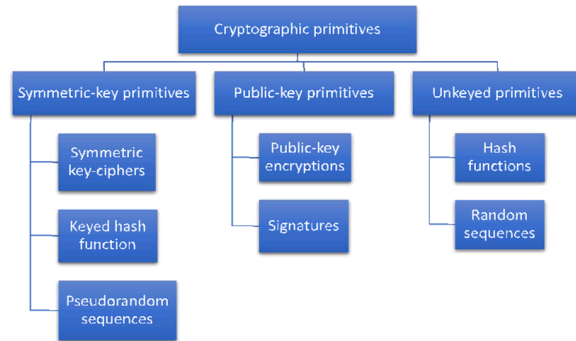 Cryptographic primitives
Symmetric-key primitives
Public-key primitives
Unkeyed primitives
Symmetric
key-ciphers
Keyed hash
function
Pseudorandom
sequences
Public-key
encryptions
Signatures
Hash
functions
Random
sequences